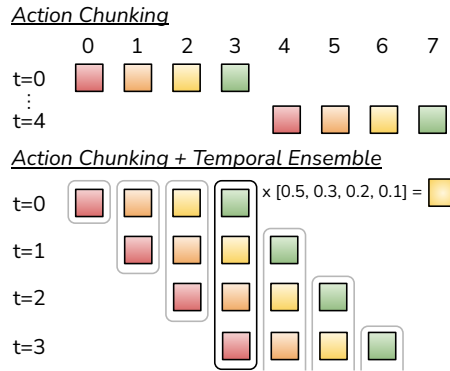 Action Chunking
0 1 2 3 4 5 6 7
t=0
⋮
t=4
Action Chunking + Temporal Ensemble
t=0 x [0.5, 0.3, 0.2, 0.1] =
t=1
t=2
t=3